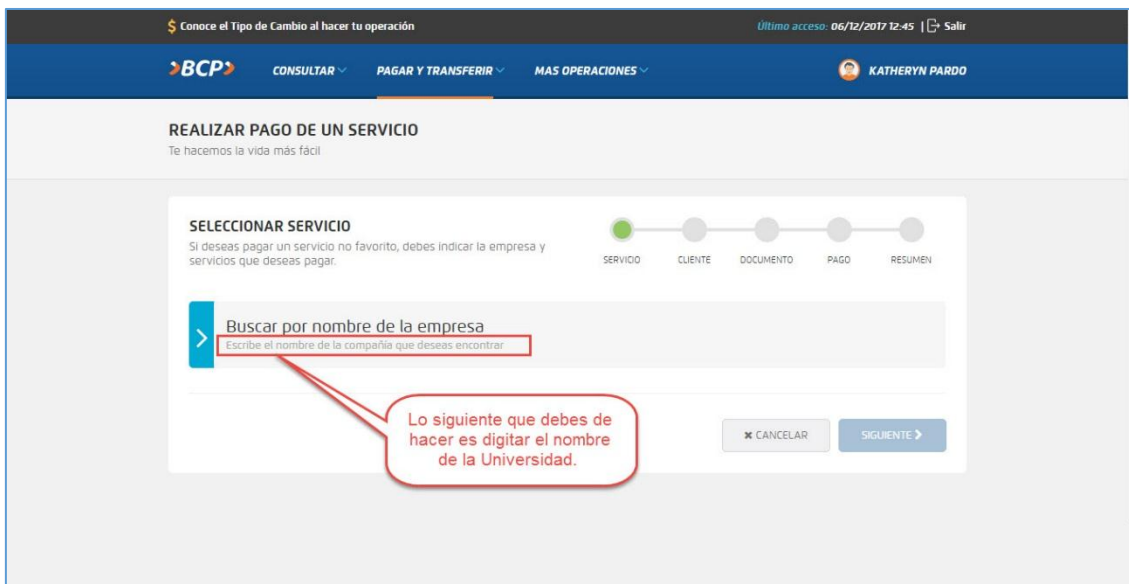 $ Conoce el Tipo de Cambio al hacer tu operación
Último acceso: 06/12/2017 12:45 | Salir
>BCP>
CONSULTAR
PAGAR Y TRANSFERIR
MAS OPERACIONES
KATHERYN PARDO
REALIZAR PAGO DE UN SERVICIO
Te hacemos la vida más fácil
SELECCIONAR SERVICIO
Si deseas pagar un servicio no favorito, debes indicar la empresa y
servicios que deseas pagar.
SERVICIO
CLIENTE
DOCUMENTO
PAGO
RESUMEN
Buscar por nombre de la empresa
Escribe el nombre de la compañía que deseas encontrar
Lo siguiente que debes de
hacer es digitar el nombre
de la Universidad.
✖ CANCELAR
SIGUIENTE >